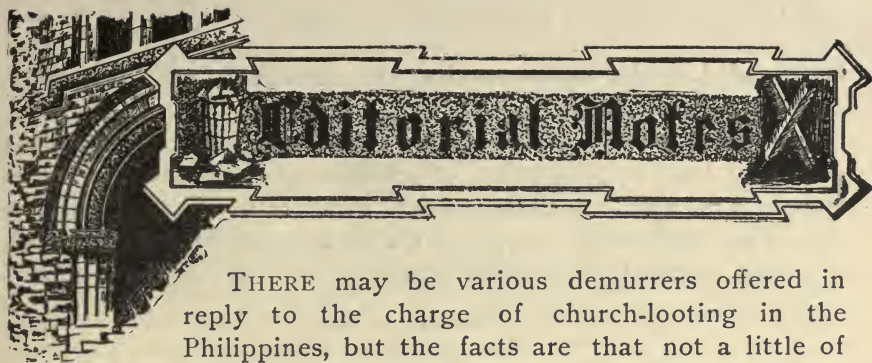 Editorial Notes
THERE may be various demurrers offered in
reply to the charge of church-looting in the
Philippines, but the facts are that not a little of